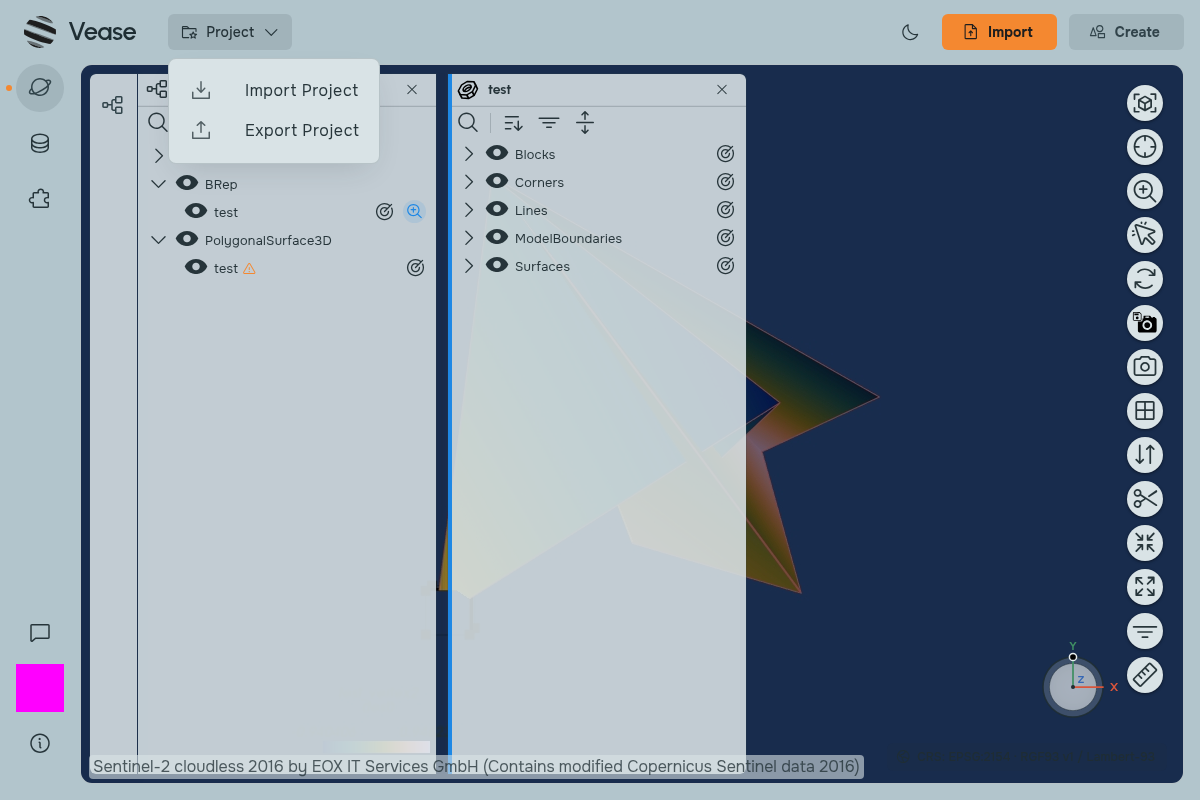 Vease
Project
Import
Create
Import Project
Export Project
test
BRep
test
PolygonalSurface3D
test
Blocks
Corners
Lines
ModelBoundaries
Surfaces
Y
Z
X
Sentinel-2 cloudless 2016 by EOX IT Services GmbH (Contains modified Copernicus Sentinel data 2016)